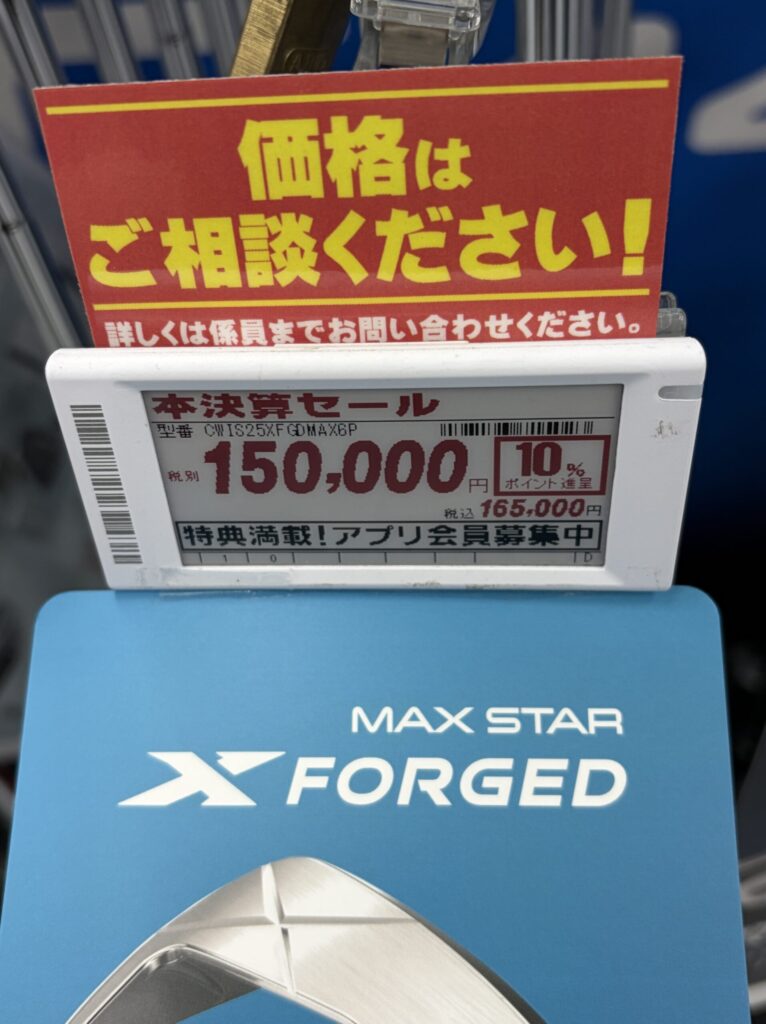 価格は
ご相談ください!
詳しくは係員までお問い合わせください。
本決算セール
型番 CWIS25XFGDMAX6P
税別 150,000円
10%
ポイント進呈
税込 165,000円
特典満載!アプリ会員募集中
1 1 0 D
MAX STAR
X FORGED